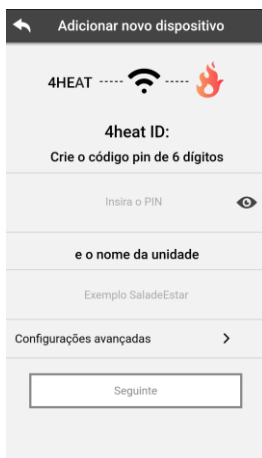 Adicionar novo dispositivo
4HEAT
4heat ID:
Crie o código pin de 6 dígitos
Insira o PIN
e o nome da unidade
Exemplo SaladeEstar
Configurações avançadas
Seguinte